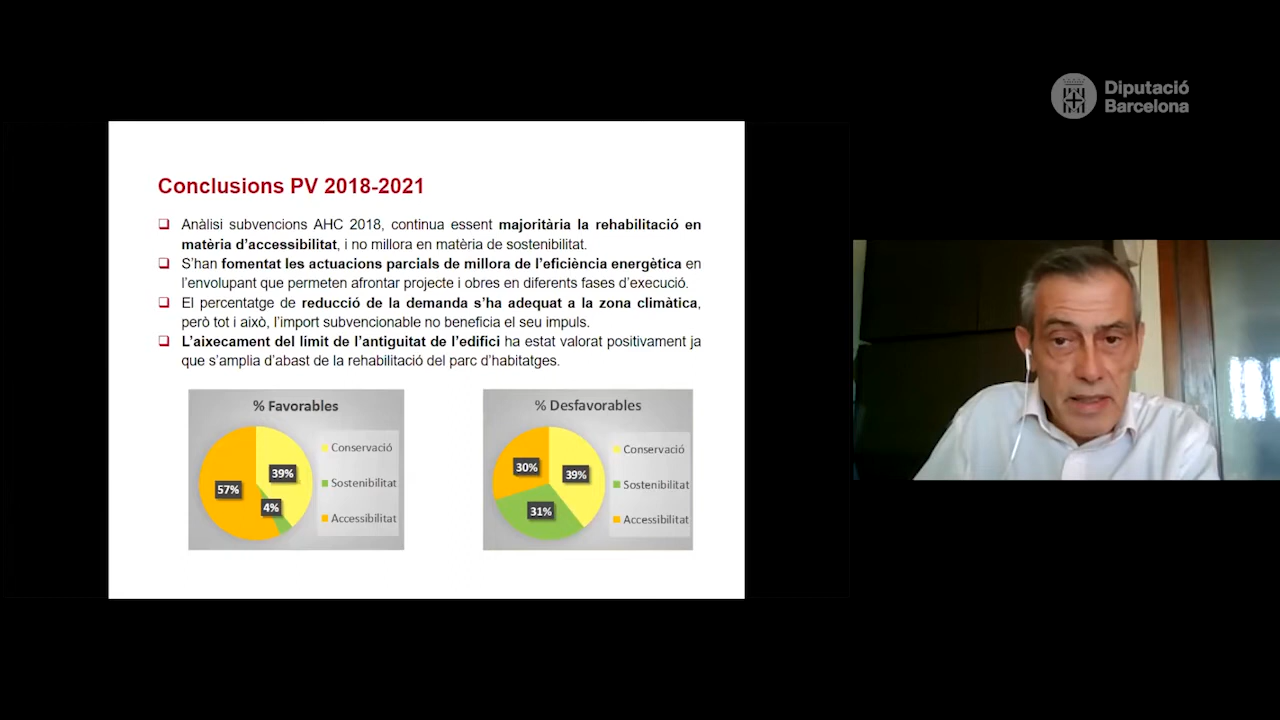 Diputació
Barcelona
Conclusions PV 2018-2021
Anàlisi subvencions AHC 2018, continua essent majoritària la rehabilitació en
matèria d'accessibilitat, i no millora en matèria de sostenibilitat.
S'han fomentat les actuacions parcials de millora de l'eficiència energètica en
l'envolupant que permeten afrontar projecte i obres en diferents fases d'execució.
El percentatge de reducció de la demanda s'ha adequat a la zona climàtica,
però tot i això, l'import subvencionable no beneficia el seu impuls.
L'aixecament del límit de l'antiguitat de l'edifici ha estat valorat positivament ja
que s'amplia d'abast de la rehabilitació del parc d'habitatges.
% Favorables
Conservació
39%
57%
Sostenibilitat
4%
Accessibilitat
% Desfavorables
Conservació
30%
39%
Sostenibilitat
31%
Accessibilitat